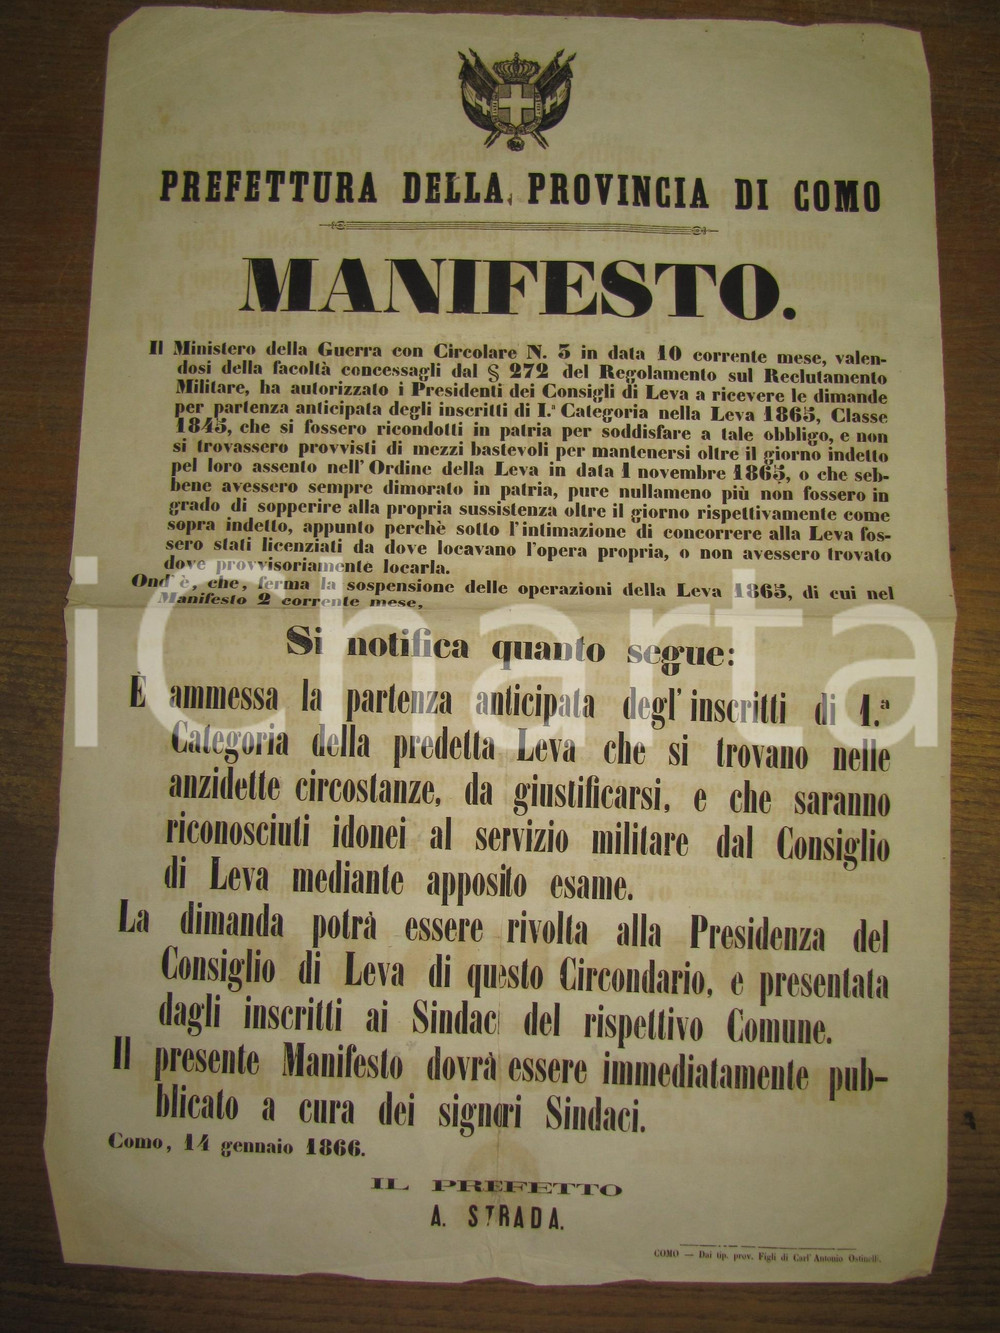 PREFETTURA DELLA PROVINCIA DI COMO
MANIFESTO.
Il Ministero della Guerra con Circolare N. 5 in data 10 corrente mese, valen-
dosi della facoltà concessagli dal § 272 del Regolamento sul Reclutamento
Militare, ha autorizzato i Presidenti dei Consigli di Leva a ricevere le dimande
per partenza anticipata degli inscritti di I.ª Categoria nella Leva 1865, Classe
1845, che si fossero ricondotti in patria per soddisfare a tale obbligo, e non
si trovassero provvisti di mezzi bastevoli per mantenersi oltre il giorno indetto
pel loro assento nell'Ordine della Leva in data 1 novembre 1865, o che seb-
bene avessero sempre dimorato in patria, pure nullameno più non fossero in
grado di sopperire alla propria sussistenza oltre il giorno rispettivamente come
sopra indetto, appunto perchè sotto l'intimazione di concorrere alla Leva fos-
sero stati licenziati da dove locavano l'opera propria, o non avessero trovato
dove provvisoriamente locarla.
Ond'è, che, ferma la sospensione delle operazioni della Leva 1865, di cui nel
Manifesto 2 corrente mese,
Si notifica quanto segue:
È ammessa la partenza anticipata degl'inscritti di 1.ª
Categoria della predetta Leva che si trovano nelle
anzidette circostanze, da giustificarsi, e che saranno
riconosciuti idonei al servizio militare dal Consiglio
di Leva mediante apposito esame.
La dimanda potrà essere rivolta alla Presidenza del
Consiglio di Leva di questo Circondario, e presentata
dagli inscritti ai Sindaci del rispettivo Comune.
Il presente Manifesto dovrà essere immediatamente pub-
blicato a cura dei signori Sindaci.
Como, 14 gennaio 1866.
IL PREFETTO
A. STRADA.
COMO — Dai tip. prov. Figli di Carl'Antonio Ostinelli.
iCharta